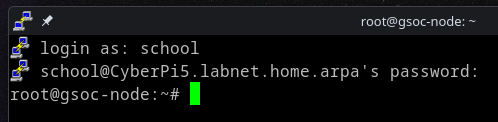 root@gsoc-node: ~
login as: school
school@CyberPi5.labnet.home.arpa's password:
root@gsoc-node:~#